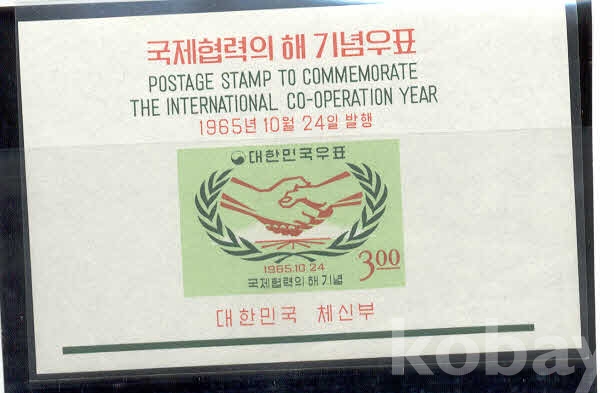 국제협력의 해 기념우표
POSTAGE STAMP TO COMMEMORATE
THE INTERNATIONAL CO-OPERATION YEAR
1965년 10월 24일 발행
대한민국우표
1965.10.24
3.00
국제협력의 해 기념
대한민국 체신부
kobay